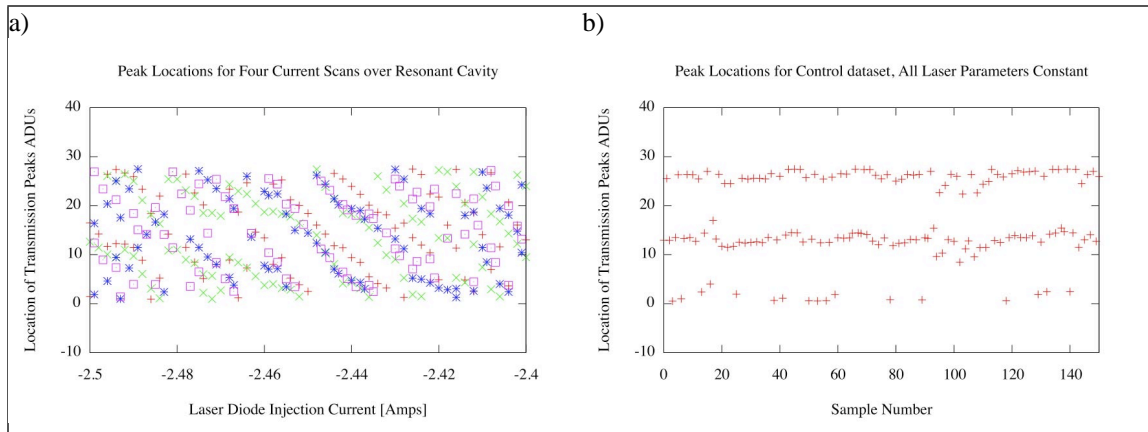 a)
Peak Locations for Four Current Scans over Resonant Cavity
Location of Transmission Peaks ADUs
40
30
20
10
0
-10
-2.5 -2.48 -2.46 -2.44 -2.42 -2.4
Laser Diode Injection Current [Amps]
b)
Peak Locations for Control dataset, All Laser Parameters Constant
Location of Transmission Peaks ADUs
40
30
20
10
0
-10
0 20 40 60 80 100 120 140
Sample Number